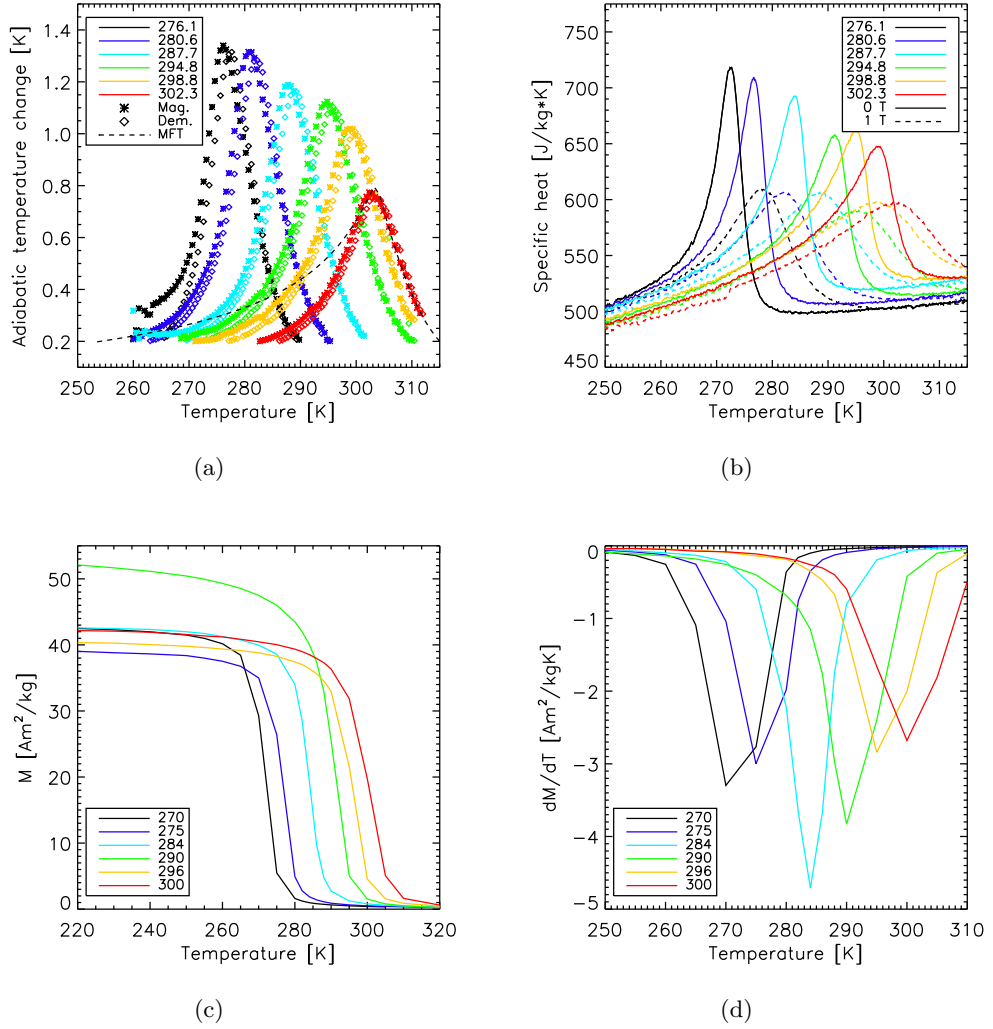 1.4
1.2
1.0
0.8
0.6
0.4
0.2
Adiabatic temperature change [K]
276.1
280.6
287.7
294.8
298.8
302.3
Mag.
Dem.
MFT
250 260 270 280 290 300 310
Temperature [K]
(a)
750
700
650
600
550
500
450
Specific heat [J/kg*K]
276.1
280.6
287.7
294.8
298.8
302.3
0 T
1 T
250 260 270 280 290 300 310
Temperature [K]
(b)
50
40
30
20
10
0
M [Am²/kg]
270
275
284
290
296
300
220 240 260 280 300 320
Temperature [K]
(c)
0
−1
−2
−3
−4
−5
dM/dT [Am²/kgK]
270
275
284
290
296
300
250 260 270 280 290 300 310
Temperature [K]
(d)